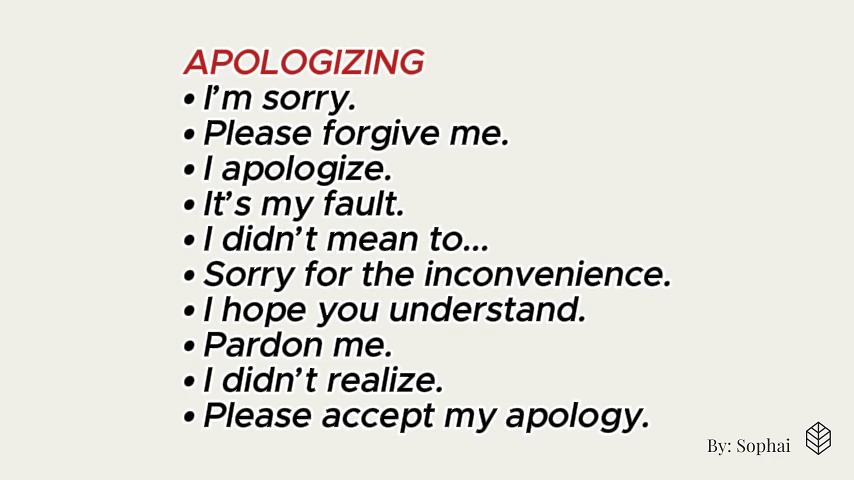 APOLOGIZING
• I’m sorry.
• Please forgive me.
• I apologize.
• It’s my fault.
• I didn’t mean to...
• Sorry for the inconvenience.
• I hope you understand.
• Pardon me.
• I didn’t realize.
• Please accept my apology.
By: Sophai